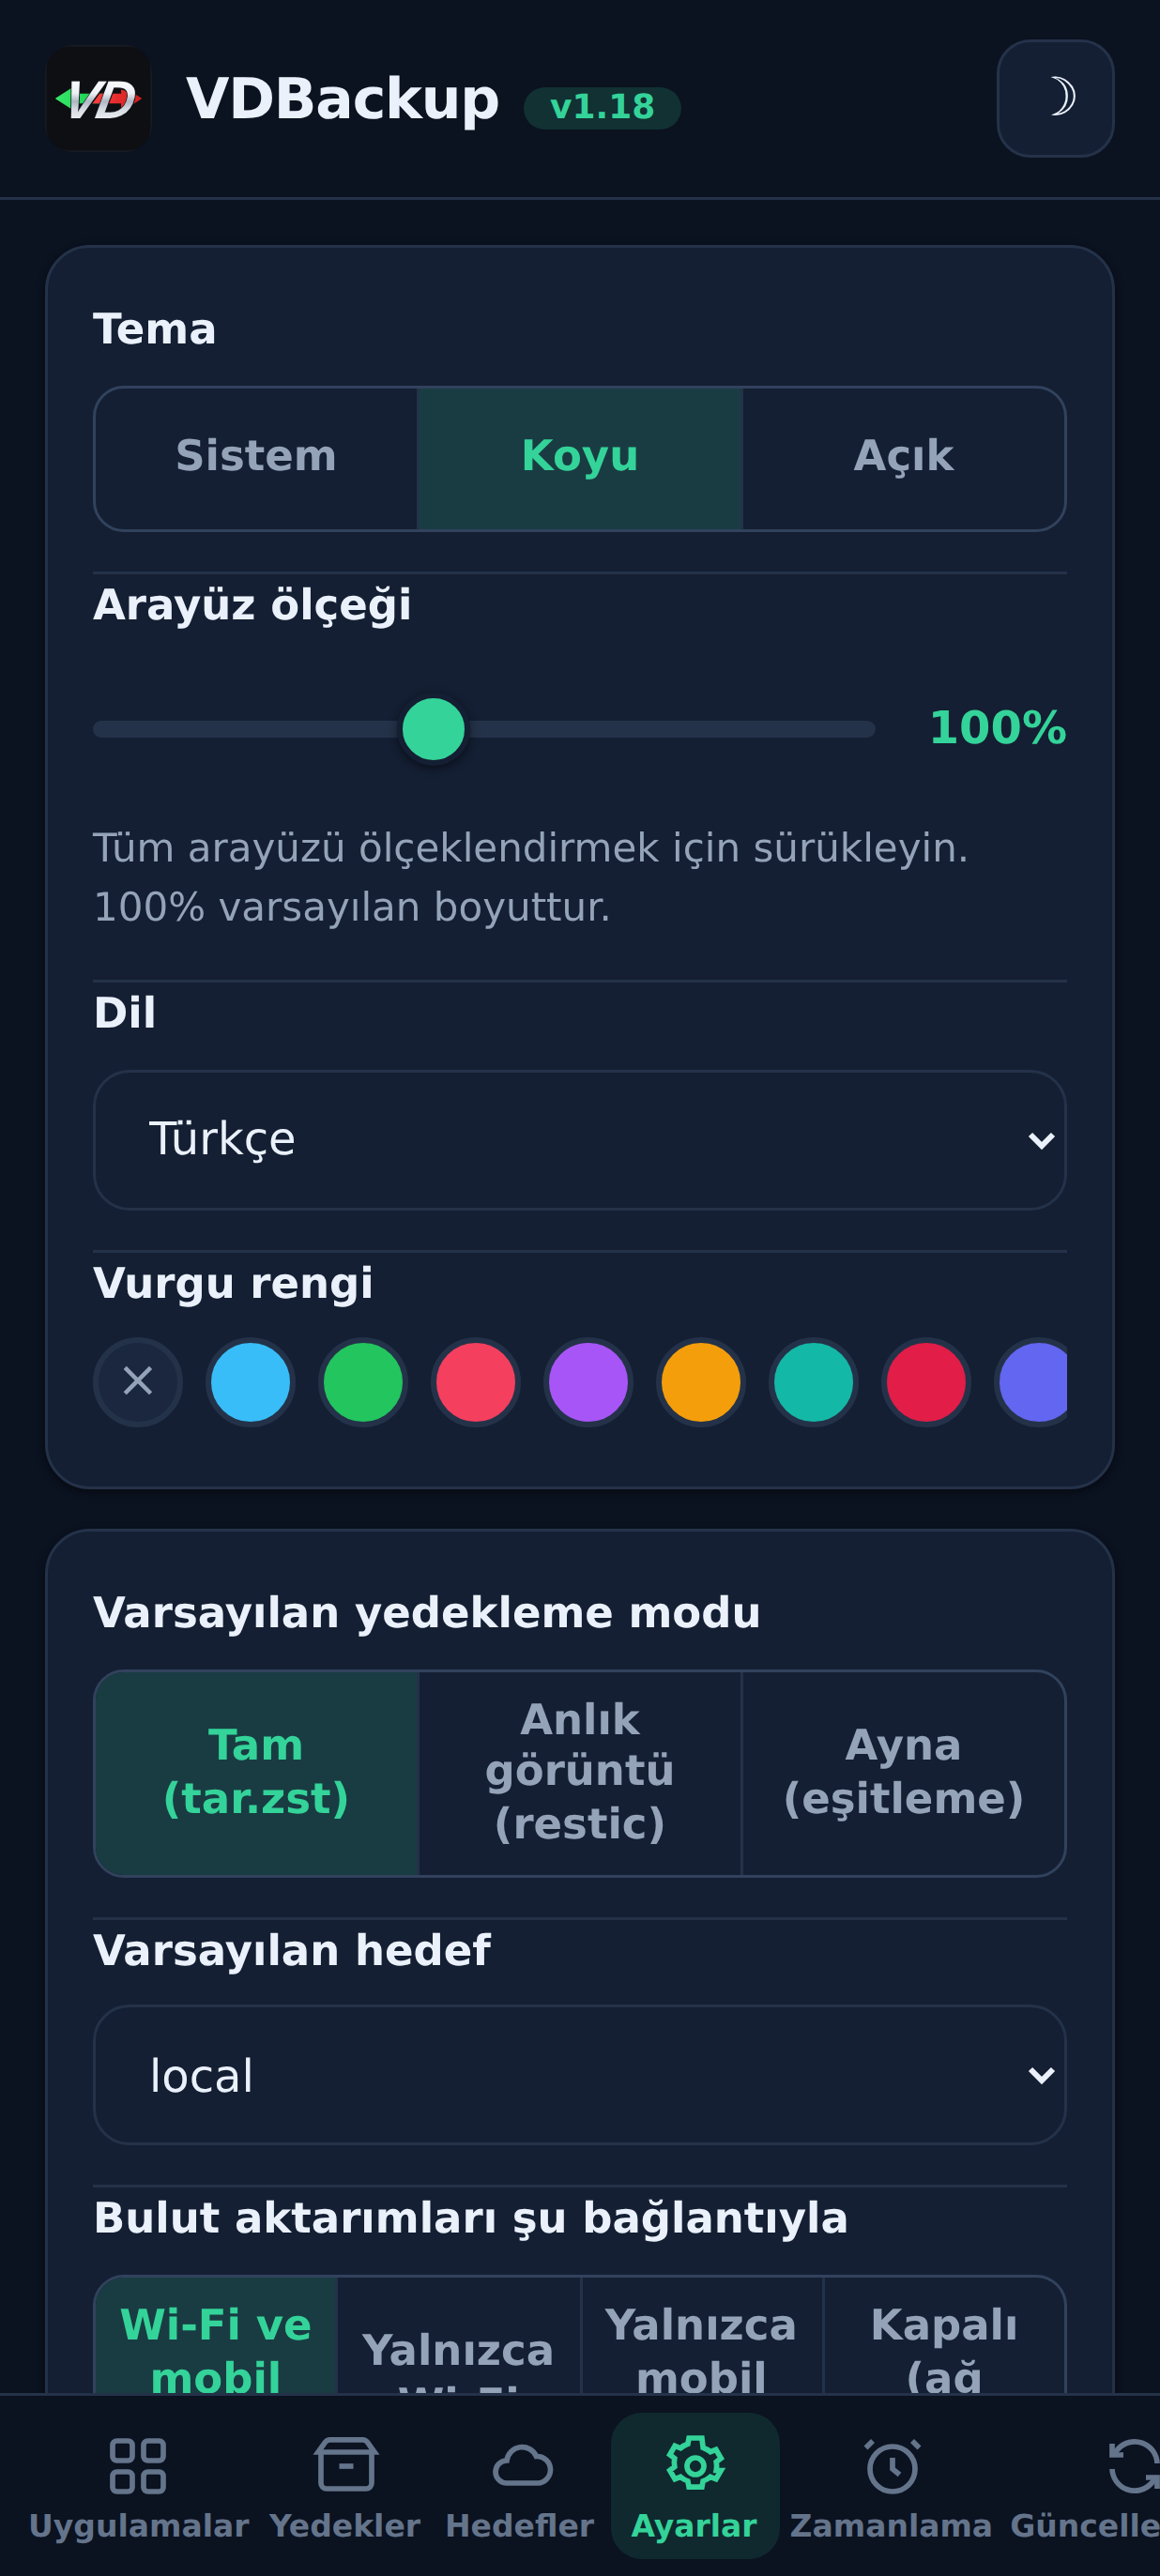 VD
VDBackup v1.18
Tema
Sistem Koyu Açık
Arayüz ölçeği
100%
Tüm arayüzü ölçeklendirmek için sürükleyin.
100% varsayılan boyuttur.
Dil
Türkçe
Vurgu rengi
Varsayılan yedekleme modu
Tam
(tar.zst)
Anlık
görüntü
(restic)
Ayna
(eşitleme)
Varsayılan hedef
local
Bulut aktarımları şu bağlantıyla
Wi-Fi ve
mobil
Yalnızca
Wi-Fi
Yalnızca
mobil
Kapalı
(ağ
Uygulamalar Yedekler Hedefler Ayarlar Zamanlama Güncelle